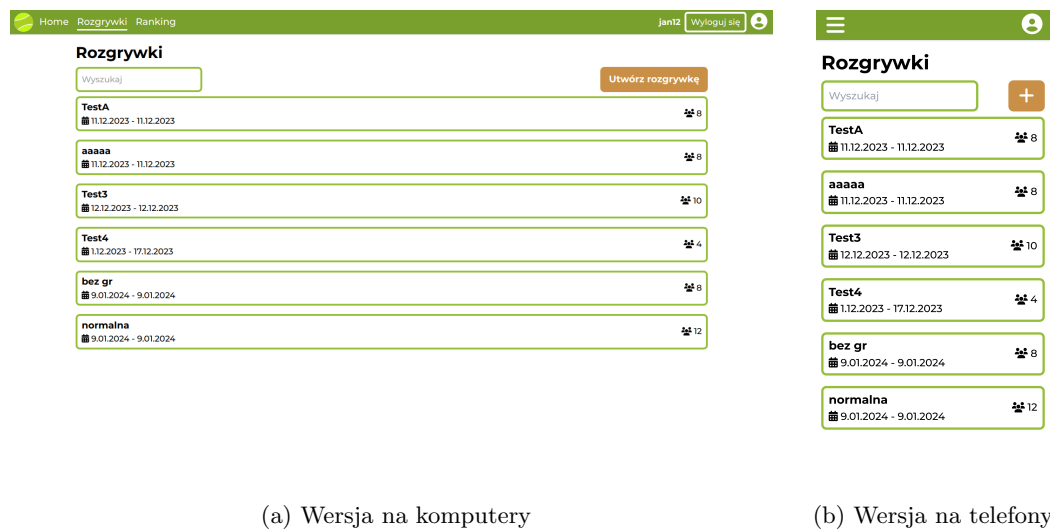 Home Rozgrywki Ranking
jan12 Wyloguj się
Rozgrywki
Wyszukaj
Utwórz rozgrywkę
TestA
11.12.2023 - 11.12.2023
8
aaaaa
11.12.2023 - 11.12.2023
8
Test3
12.12.2023 - 12.12.2023
10
Test4
1.12.2023 - 17.12.2023
4
bez gr
9.01.2024 - 9.01.2024
8
normalna
9.01.2024 - 9.01.2024
12
(a) Wersja na komputery
Rozgrywki
Wyszukaj
+
TestA
11.12.2023 - 11.12.2023
8
aaaaa
11.12.2023 - 11.12.2023
8
Test3
12.12.2023 - 12.12.2023
10
Test4
1.12.2023 - 17.12.2023
4
bez gr
9.01.2024 - 9.01.2024
8
normalna
9.01.2024 - 9.01.2024
12
(b) Wersja na telefony